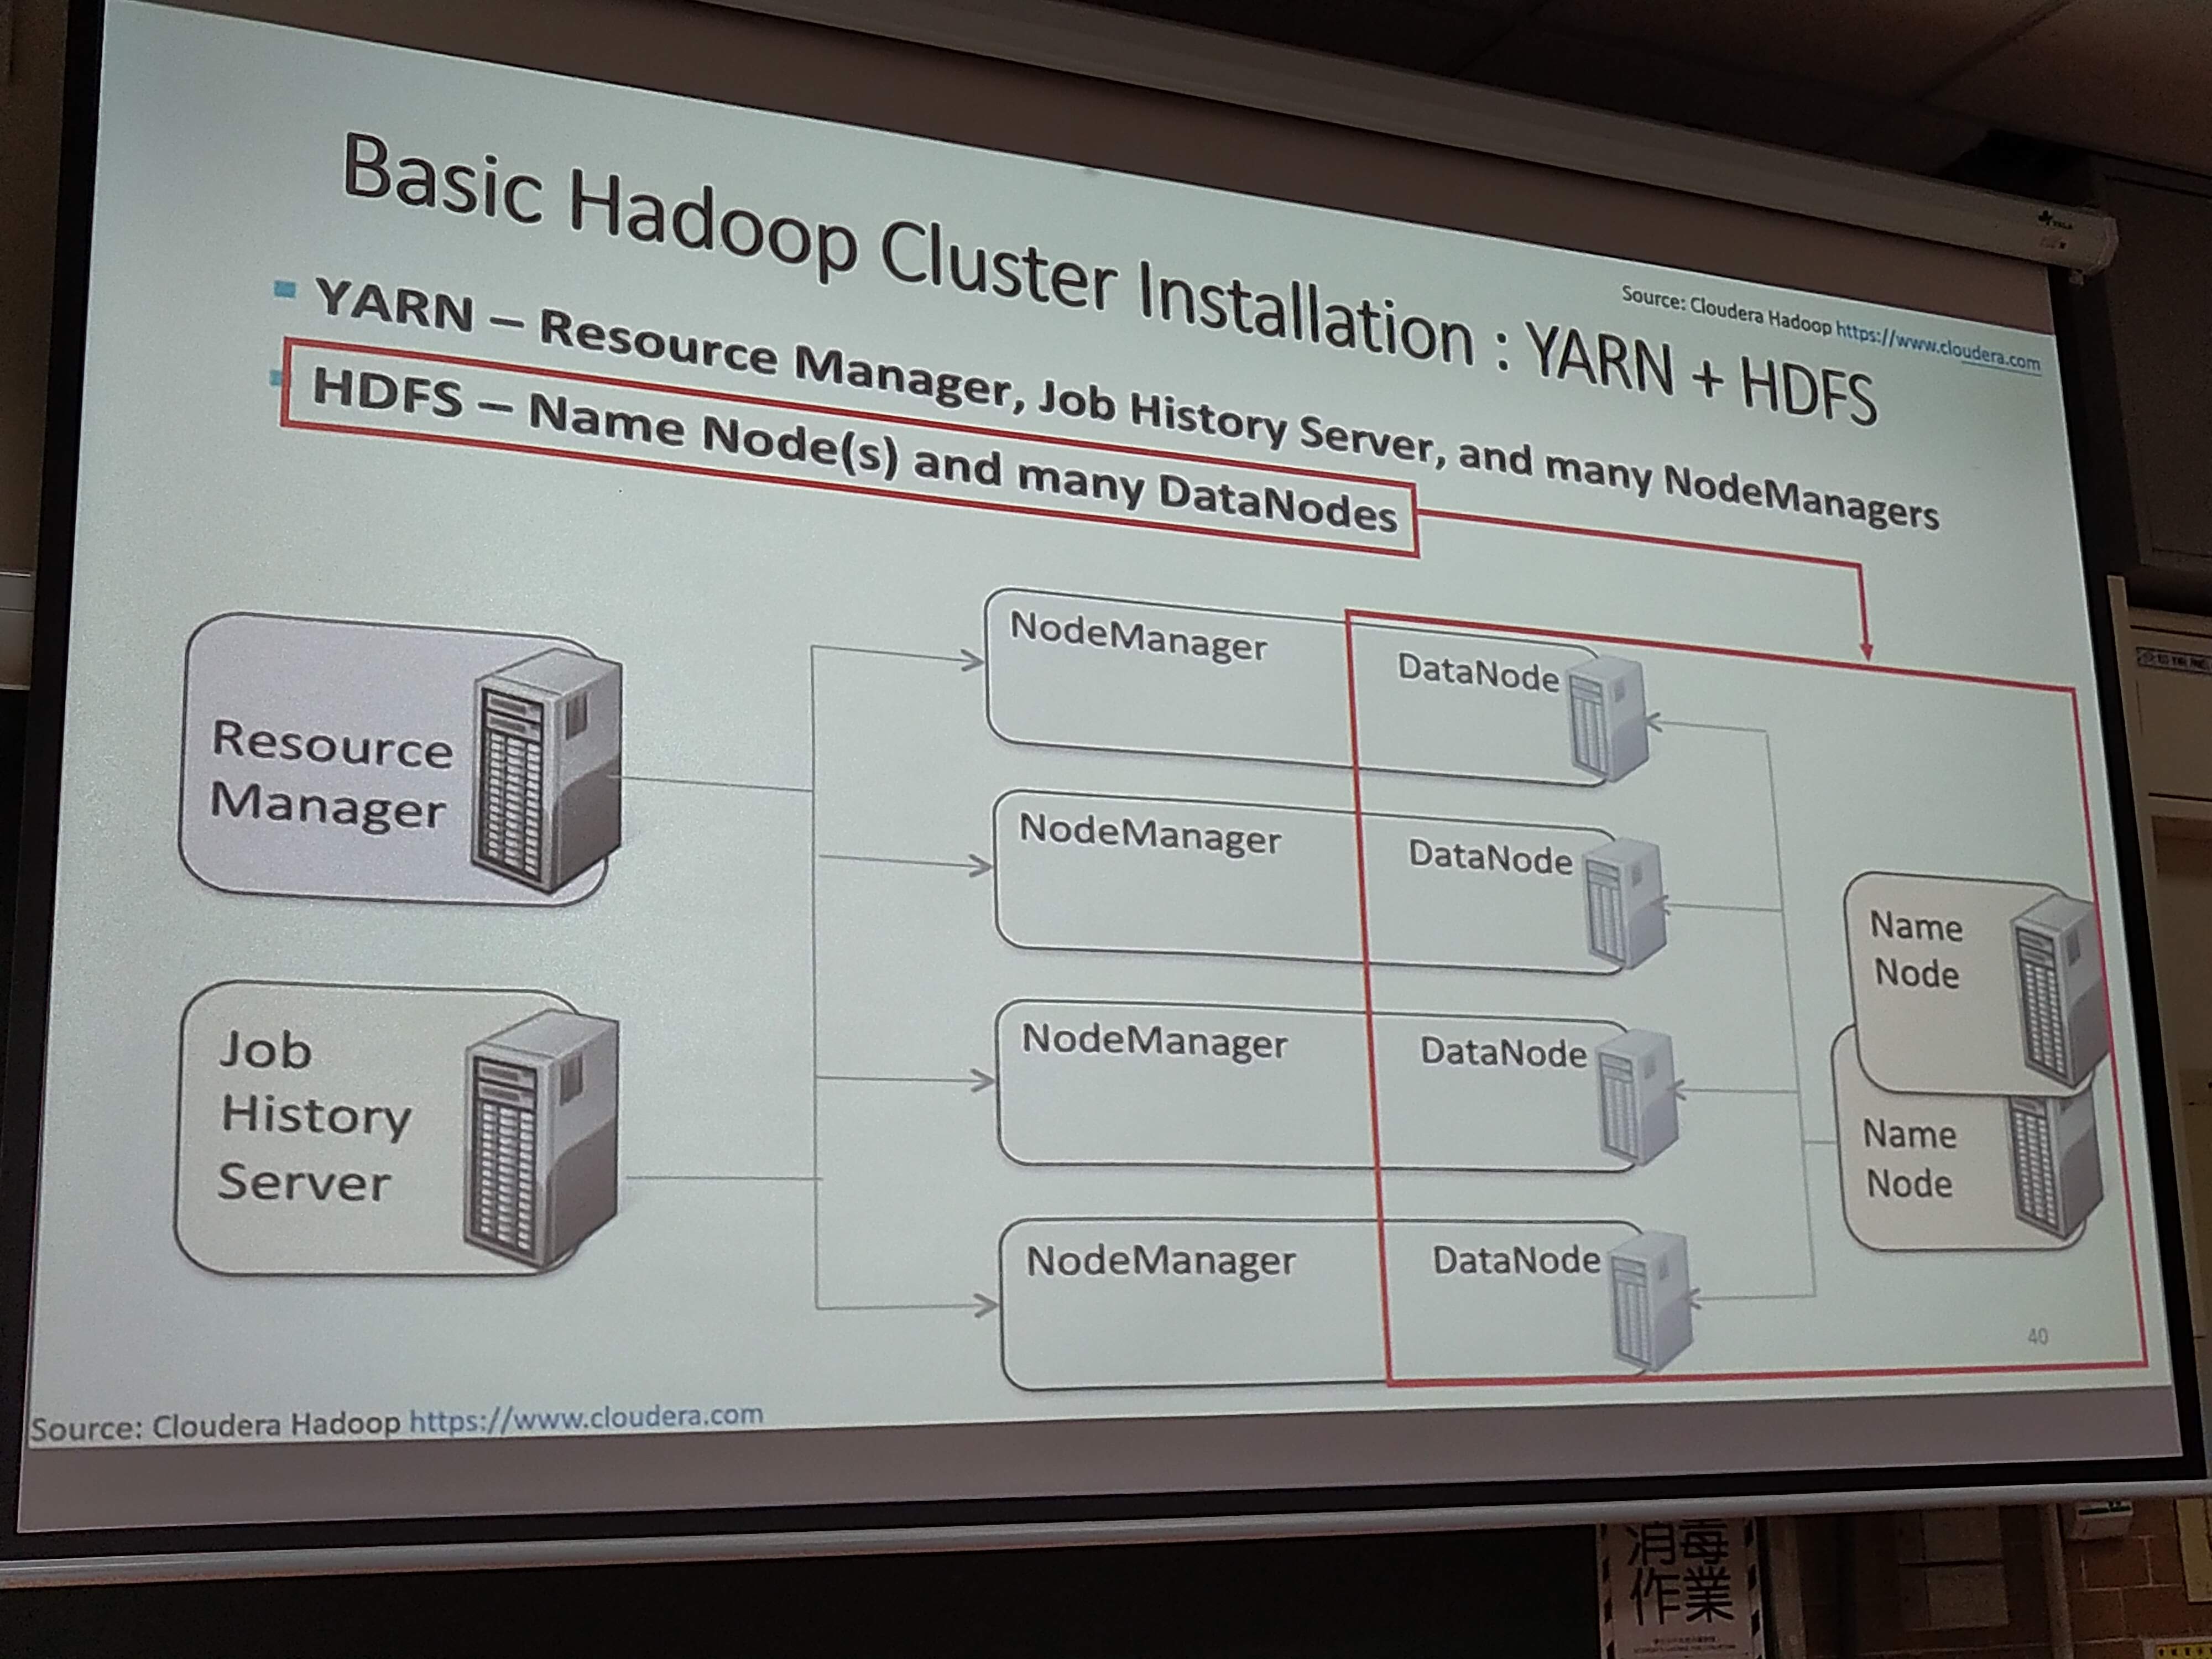 Basic Hadoop Cluster Installation : YARN + HDFS
Source: Cloudera Hadoop https://www.cloudera.com
YARN – Resource Manager, Job History Server, and many NodeManagers
HDFS – Name Node(s) and many DataNodes
Resource
Manager
Job
History
Server
NodeManager
DataNode
NodeManager
DataNode
NodeManager
DataNode
NodeManager
DataNode
Name
Node
Name
Node
40
Source: Cloudera Hadoop https://www.cloudera.com
消毒
作業